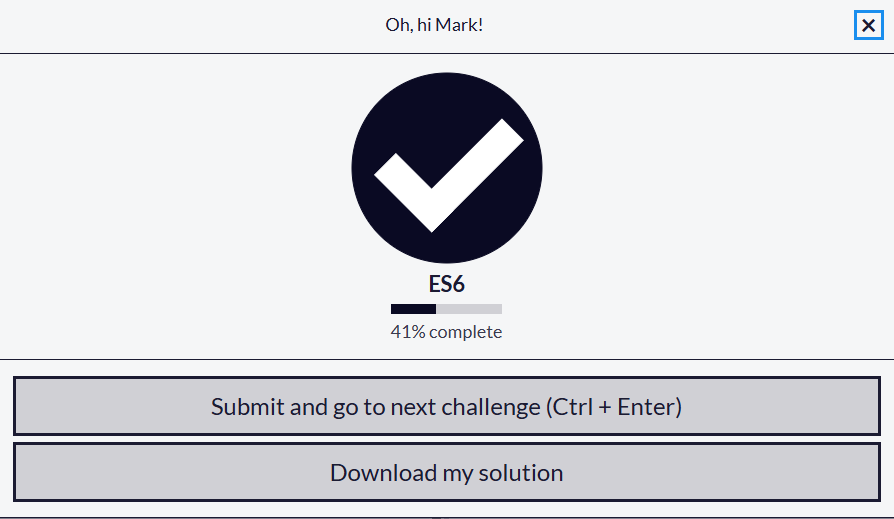 Oh, hi Mark!
ES6
41% complete
Submit and go to next challenge (Ctrl + Enter)
Download my solution